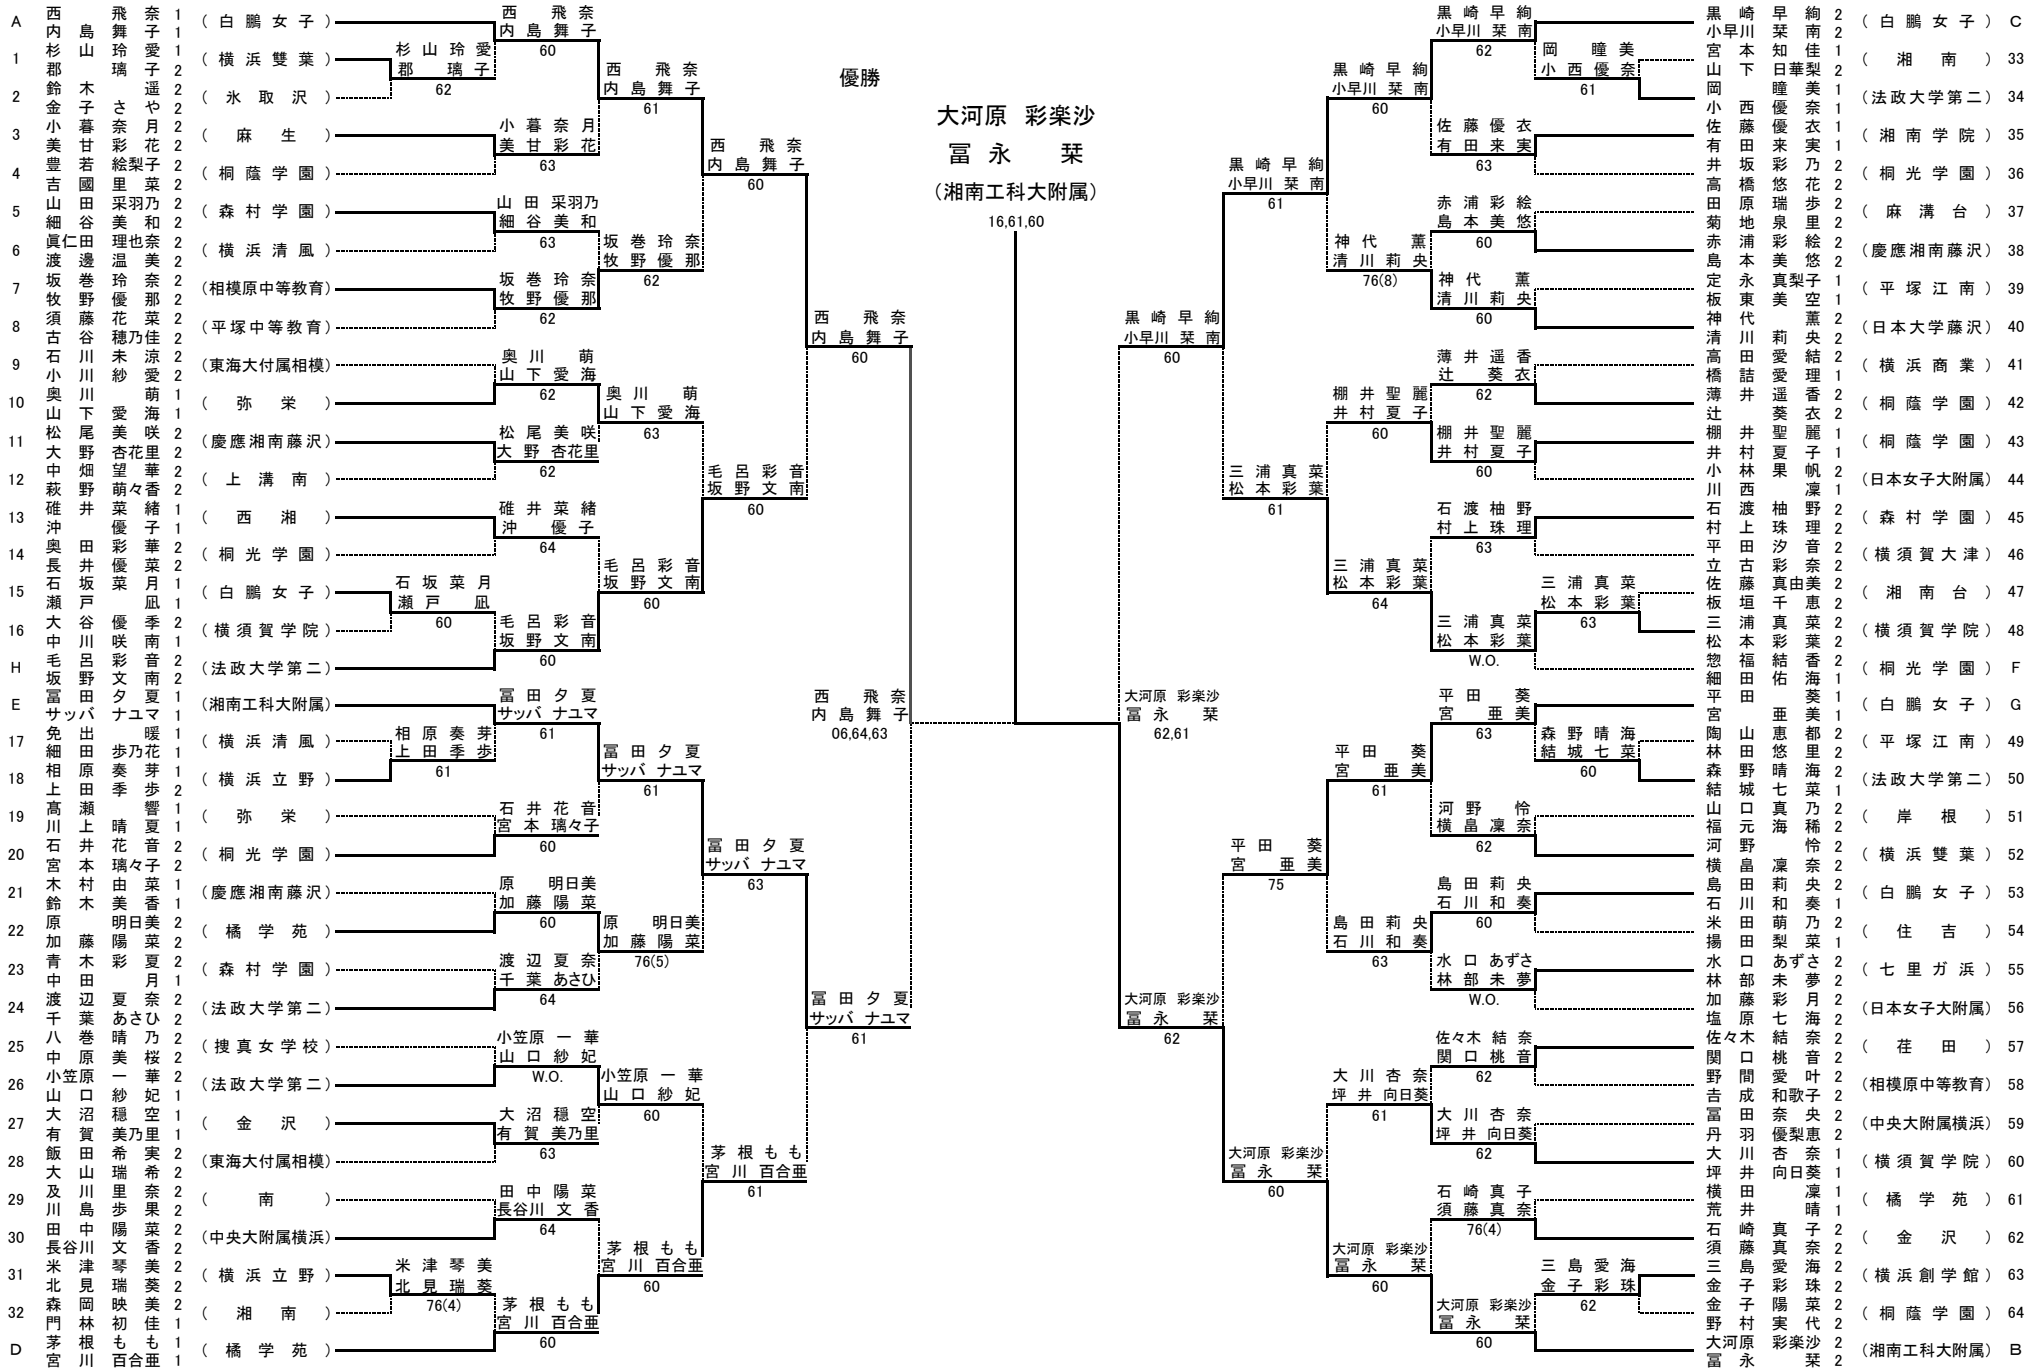 A 西 飛 奈 1 内 島 舞 子 1 (白鵬女子)
1 杉 山 玲 愛 1 郡 璃 子 2 (横浜雙葉)
2 鈴 木 遥 2 金 子 さ や 2 (氷取沢)
3 小 暮 奈 月 2 美 甘 彩 花 2 (麻生)
4 豊 若 絵梨子 2 吉 國 里 菜 2 (桐蔭学園)
5 山 田 采羽乃 2 細 谷 美 和 2 (森村学園)
6 眞仁田 理也奈 2 渡 邊 温 美 2 (横浜清風)
7 坂 巻 玲 奈 2 牧 野 優 那 2 (相模原中等教育)
8 須 藤 花 菜 2 古 谷 穂乃佳 2 (平塚中等教育)
9 石 川 未 涼 2 小 川 紗 愛 2 (東海大付属相模)
10 奥 川 萌 1 山 下 愛 海 1 (弥栄)
11 松 尾 美 咲 2 大 野 杏花里 2 (慶應湘南藤沢)
12 中 畑 望 華 2 萩 野 萌々香 2 (上溝南)
13 碓 井 菜 緒 1 沖 優 子 1 (西湘)
14 奥 田 彩 華 2 長 井 優 菜 2 (桐光学園)
15 石 坂 菜 月 1 瀬 戸 凪 1 (白鵬女子)
16 大 谷 優 季 2 中 川 咲 南 1 (横須賀学院)
H 毛 呂 彩 音 2 坂 野 文 南 2 (法政大学第二)
E 冨 田 夕 夏 1 サッバ ナユマ 1 (湘南工科大附属)
17 免 出 暖 1 細 田 歩乃花 1 (横浜清風)
18 相 原 奏 芽 1 上 田 季 歩 2 (横浜立野)
19 髙 瀬 響 1 川 上 晴 夏 1 (弥栄)
20 石 井 花 音 2 宮 本 璃々子 2 (桐光学園)
21 木 村 由 菜 1 鈴 木 美 香 1 (慶應湘南藤沢)
22 原 明日美 2 加 藤 陽 菜 2 (橘学苑)
23 青 木 彩 夏 2 中 田 月 1 (森村学園)
24 渡 辺 夏 奈 2 千 葉 あさひ 2 (法政大学第二)
25 八 巻 晴 乃 2 中 原 美 桜 2 (捜真女学校)
26 小笠原 一 華 2 山 口 紗 妃 1 (法政大学第二)
27 大 沼 穏 空 1 有 賀 美乃里 1 (金沢)
28 飯 田 希 実 2 大 山 瑞 希 2 (東海大付属相模)
29 及 川 里 奈 2 川 島 歩 果 2 (南)
30 田 中 陽 菜 2 長谷川 文 香 2 (中央大附属横浜)
31 米 津 琴 美 2 北 見 瑞 葵 2 (横浜立野)
32 森 岡 映 美 2 門 林 初 佳 1 (湘南)
D 茅 根 も も 1 宮 川 百合亜 1 (橘学苑)
杉 山 玲 愛 郡 璃 子 62
石 坂 菜 月 瀬 戸 凪 60
相 原 奏 芽 上 田 季 歩 61
米 津 琴 美 北 見 瑞 葵 76(4)
西 飛 奈 内 島 舞 子 60
小 暮 奈 月 美 甘 彩 花 63
山 田 采羽乃 細 谷 美 和 63
坂 巻 玲 奈 牧 野 優 那 62
奥 川 萌 山 下 愛 海 62
松 尾 美 咲 大 野 杏花里 62
碓 井 菜 緒 沖 優 子 64
毛 呂 彩 音 坂 野 文 南 60
冨 田 夕 夏 サッバ ナユマ 61
石 井 花 音 宮 本 璃々子 60
原 明日美 加 藤 陽 菜 60
渡 辺 夏 奈 千 葉 あさひ 64
小笠原 一 華 山 口 紗 妃 W.O.
大 沼 穏 空 有 賀 美乃里 63
田 中 陽 菜 長谷川 文 香 64
茅 根 も も 宮 川 百合亜 60
西 飛 奈 内 島 舞 子 61
坂 巻 玲 奈 牧 野 優 那 62
奥 川 萌 山 下 愛 海 63
毛 呂 彩 音 坂 野 文 南 60
冨 田 夕 夏 サッバ ナユマ 61
原 明日美 加 藤 陽 菜 76(5)
小笠原 一 華 山 口 紗 妃 60
茅 根 も も 宮 川 百合亜 60
西 飛 奈 内 島 舞 子 60
毛 呂 彩 音 坂 野 文 南 60
冨 田 夕 夏 サッバ ナユマ 63
茅 根 も も 宮 川 百合亜 61
西 飛 奈 内 島 舞 子 60
冨 田 夕 夏 サッバ ナユマ 61
西 飛 奈 内 島 舞 子 06,64,63
優勝
大河原 彩楽沙
冨 永 栞
(湘南工科大附属)
16,61,60
大河原 彩楽沙 冨 永 栞 62,61
黒 崎 早 絢 小早川 栞 南 60
大河原 彩楽沙 冨 永 栞 62
黒 崎 早 絢 小早川 栞 南 61
三 浦 真 菜 松 本 彩 葉 61
平 田 葵 宮 亜 美 75
大河原 彩楽沙 冨 永 栞 60
黒 崎 早 絢 小早川 栞 南 60
神 代 薫 清 川 莉 央 76(8)
棚 井 聖 麗 井 村 夏 子 60
三 浦 真 菜 松 本 彩 葉 64
平 田 葵 宮 亜 美 61
島 田 莉 央 石 川 和 奏 63
大 川 杏 奈 坪 井 向日葵 61
大河原 彩楽沙 冨 永 栞 60
黒 崎 早 絢 小早川 栞 南 62
佐 藤 優 衣 有 田 来 実 63
赤 浦 彩 絵 島 本 美 悠 60
神 代 薫 清 川 莉 央 60
薄 井 遥 香 辻 葵 衣 62
棚 井 聖 麗 井 村 夏 子 60
石 渡 柚 野 村 上 珠 理 63
三 浦 真 菜 松 本 彩 葉 W.O.
平 田 葵 宮 亜 美 63
河 野 怜 横 畠 凜 奈 62
島 田 莉 央 石 川 和 奏 60
水 口 あずさ 林 部 未 夢 W.O.
佐々木 結 奈 関 口 桃 音 62
大 川 杏 奈 坪 井 向日葵 62
石 崎 真 子 須 藤 真 奈 76(4)
大河原 彩楽沙 冨 永 栞 60
岡 瞳 美 小 西 優 奈 61
三 浦 真 菜 松 本 彩 葉 63
森 野 晴 海 結 城 七 菜 60
三 島 愛 海 金 子 彩 珠 62
黒 崎 早 絢 2 小早川 栞 南 2 (白鵬女子) C
宮 本 知 佳 1 山 下 日華梨 2 (湘南) 33
岡 瞳 美 1 小 西 優 奈 1 (法政大学第二) 34
佐 藤 優 衣 1 有 田 来 実 1 (湘南学院) 35
井 坂 彩 乃 2 高 橋 悠 花 2 (桐光学園) 36
田 原 瑞 歩 2 菊 地 泉 里 2 (麻溝台) 37
赤 浦 彩 絵 2 島 本 美 悠 2 (慶應湘南藤沢) 38
定 永 真梨子 1 板 東 美 空 1 (平塚江南) 39
神 代 薫 2 清 川 莉 央 2 (日本大学藤沢) 40
高 田 愛 結 2 橋 詰 愛 理 1 (横浜商業) 41
薄 井 遥 香 2 辻 葵 衣 2 (桐蔭学園) 42
棚 井 聖 麗 1 井 村 夏 子 1 (桐蔭学園) 43
小 林 果 帆 2 川 西 凜 1 (日本女子大附属) 44
石 渡 柚 野 2 村 上 珠 理 2 (森村学園) 45
平 田 汐 音 2 立 古 彩 奈 2 (横須賀大津) 46
佐 藤 真由美 2 板 垣 千 恵 2 (湘南台) 47
三 浦 真 菜 2 松 本 彩 葉 2 (横須賀学院) 48
惣 福 結 香 2 細 田 佑 海 1 (桐光学園) F
平 田 葵 1 宮 亜 美 1 (白鵬女子) G
陶 山 恵 都 2 林 田 悠 里 2 (平塚江南) 49
森 野 晴 海 2 結 城 七 菜 1 (法政大学第二) 50
山 口 真 乃 2 福 元 海 稀 2 (岸根) 51
河 野 怜 2 横 畠 凜 奈 2 (横浜雙葉) 52
島 田 莉 央 2 石 川 和 奏 1 (白鵬女子) 53
米 田 萌 乃 2 揚 田 梨 菜 1 (住吉) 54
水 口 あずさ 2 林 部 未 夢 2 (七里ガ浜) 55
加 藤 彩 月 2 塩 原 七 海 2 (日本女子大附属) 56
佐々木 結 奈 2 関 口 桃 音 2 (荏田) 57
野 間 愛 叶 2 吉 成 和歌子 2 (相模原中等教育) 58
冨 田 奈 央 2 丹 羽 優梨恵 2 (中央大附属横浜) 59
大 川 杏 奈 1 坪 井 向日葵 1 (横須賀学院) 60
横 田 凜 1 荒 井 晴 1 (橘学苑) 61
石 崎 真 子 2 須 藤 真 奈 2 (金沢) 62
三 島 愛 海 2 金 子 彩 珠 2 (横浜創学館) 63
金 子 陽 菜 2 野 村 実 代 2 (桐蔭学園) 64
大河原 彩楽沙 2 冨 永 栞 2 (湘南工科大附属) B